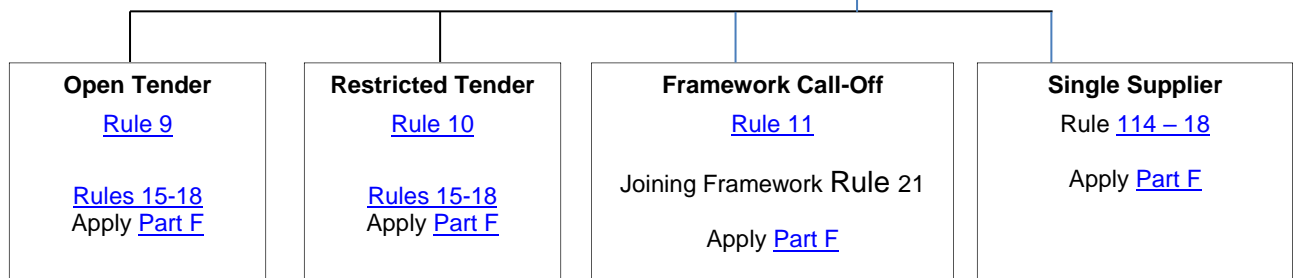 Open Tender
Rule 9
Rules 15-18
Apply Part F
Restricted Tender
Rule 10
Rules 15-18
Apply Part F
Framework Call-Off
Rule 11
Joining Framework Rule 21
Apply Part F
Single Supplier
Rule 114 – 18
Apply Part F